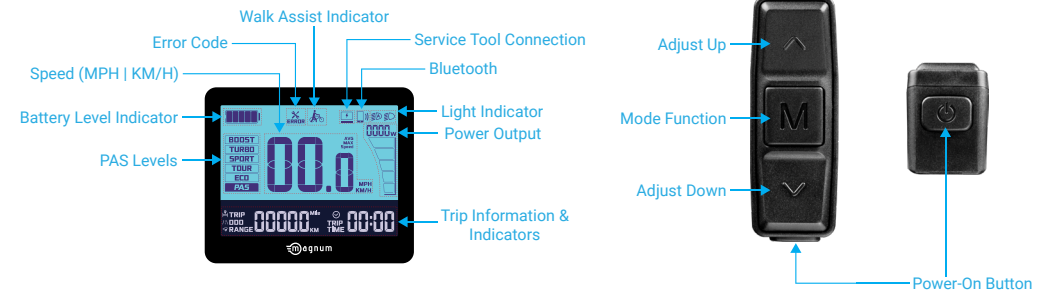 Walk Assist Indicator
Error Code
Service Tool Connection
Speed (MPH | KM/H)
Bluetooth
Battery Level Indicator
Light Indicator
Power Output
PAS Levels
Trip Information &
Indicators
ERROR
0000w
BOOST
TURBO
SPORT
TOUR
ECO
PAS
AVG
MAX
Speed
00.0
MPH
KM/H
TRIP
ODO
RANGE
0000.0
Mile
KM
TRIP
TIME
00:00
magnum
Adjust Up
Mode Function
M
Adjust Down
Power-On Button